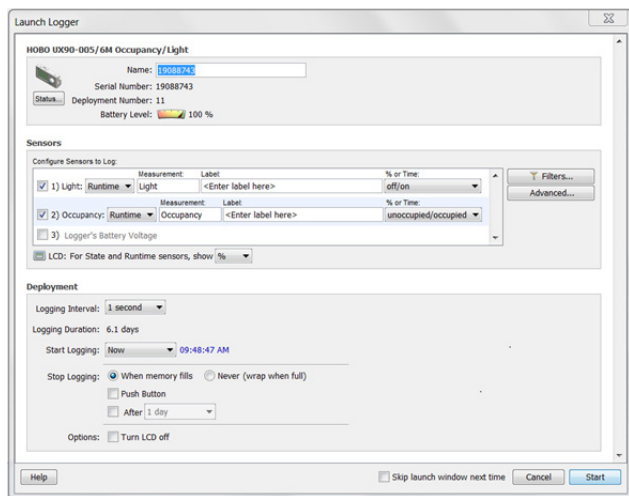 Launch Logger
HOBO UX90-005/6M Occupancy/Light
Name: 19088743
Serial Number: 19088743
Status... Deployment Number: 11
Battery Level: 100 %
Sensors
Configure Sensors to Log:
Measurement: Label: % or Time:
1) Light: Runtime Light <Enter label here> off/on
Filters...
Advanced...
Measurement: Label: % or Time:
2) Occupancy: Runtime Occupancy <Enter label here> unoccupied/occupied
3) Logger's Battery Voltage
LCD: For State and Runtime sensors, show %
Deployment
Logging Interval: 1 second
Logging Duration: 6.1 days
Start Logging: Now 09:48:47 AM
Stop Logging: When memory fills Never (wrap when full)
Push Button
After 1 day
Options: Turn LCD off
Help Skip launch window next time Cancel Start